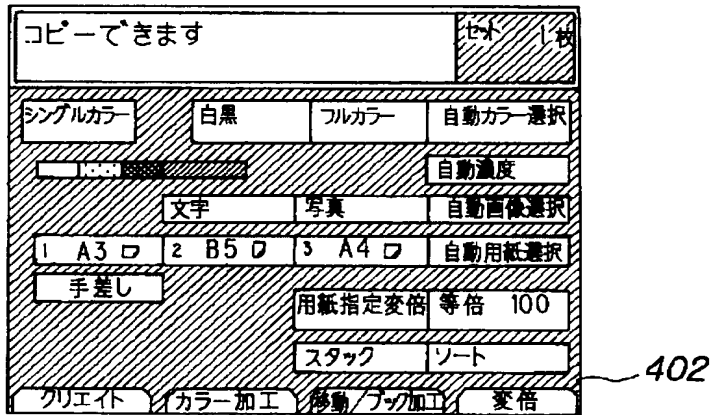 コピーできます セット 1枚
シングルカラー 白黒 フルカラー 自動カラー選択
自動濃度
文字 写真 自動画像選択
1 A3 2 B5 3 A4 自動用紙選択
手差し
用紙指定変倍 等倍 100
スタック ソート
402
クリエイト カラー加工 移動/ブック加工 変倍